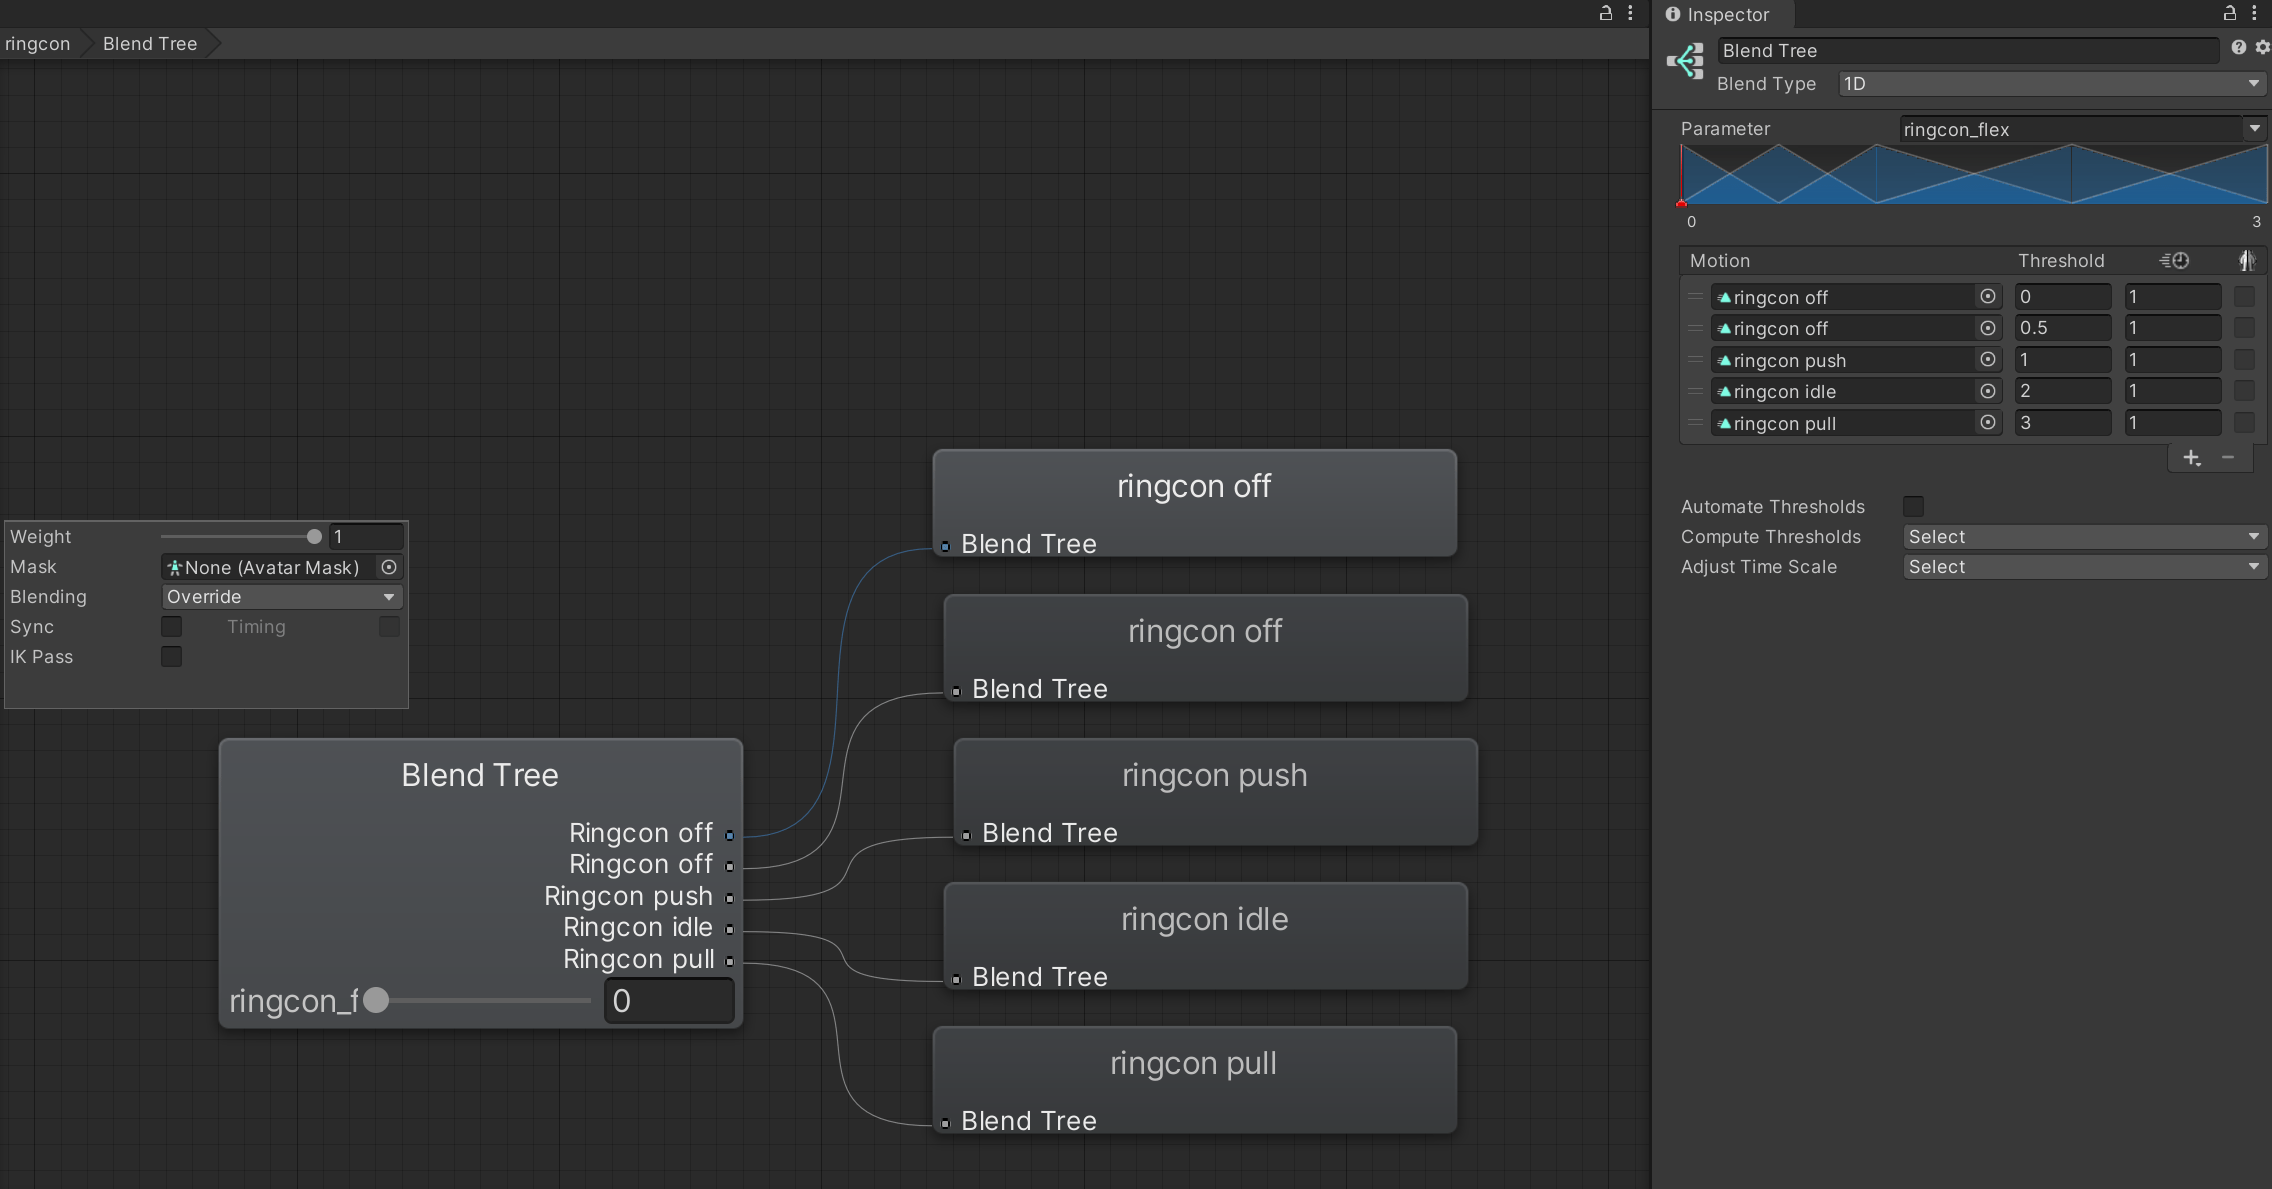 ringcon
Blend Tree
Weight
1
Mask
None (Avatar Mask)
Blending
Override
Sync
Timing
IK Pass
Blend Tree
Ringcon off
Ringcon off
Ringcon push
Ringcon idle
Ringcon pull
ringcon_f
0
ringcon off
Blend Tree
ringcon off
Blend Tree
ringcon push
Blend Tree
ringcon idle
Blend Tree
ringcon pull
Blend Tree
Inspector
Blend Tree
Blend Type
1D
Parameter
ringcon_flex
0
3
Motion
Threshold
ringcon off
0
1
ringcon off
0.5
1
ringcon push
1
1
ringcon idle
2
1
ringcon pull
3
1
Automate Thresholds
Compute Thresholds
Select
Adjust Time Scale
Select